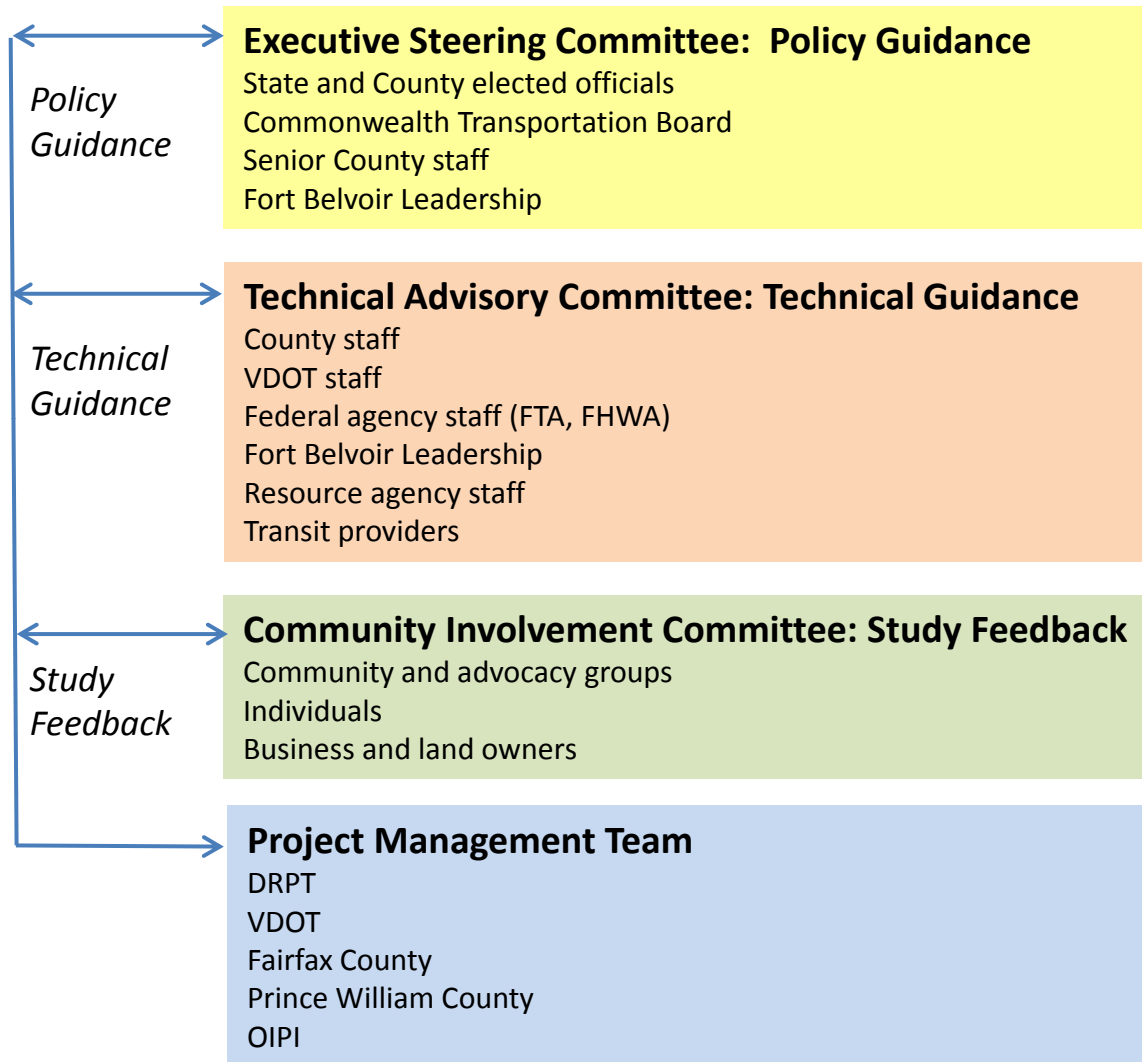 Policy
Guidance
Executive Steering Committee:  Policy Guidance
State and County elected officials
Commonwealth Transportation Board
Senior County staff
Fort Belvoir Leadership
Technical
Guidance
Technical Advisory Committee: Technical Guidance
County staff
VDOT staff
Federal agency staff (FTA, FHWA)
Fort Belvoir Leadership
Resource agency staff
Transit providers
Study
Feedback
Community Involvement Committee: Study Feedback
Community and advocacy groups
Individuals
Business and land owners
Project Management Team
DRPT
VDOT
Fairfax County
Prince William County
OIPI